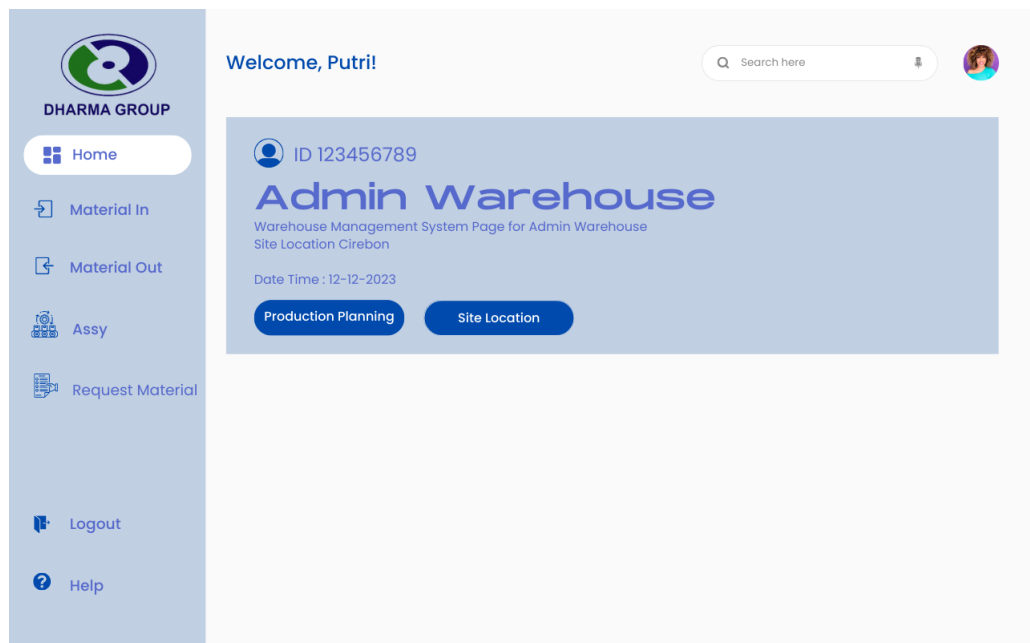 DHARMA GROUP
Home
Material In
Material Out
Assy
Request Material
Logout
Help
Welcome, Putri!
Search here
ID 123456789
Admin Warehouse
Warehouse Management System Page for Admin Warehouse
Site Location Cirebon
Date Time : 12-12-2023
Production Planning
Site Location